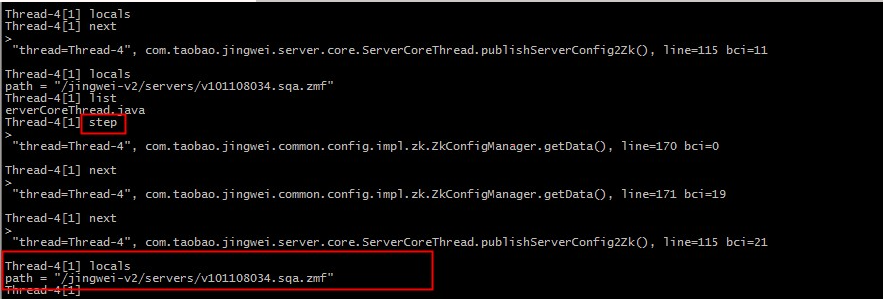 Thread-4[1] locals
Thread-4[1] next
>
"thread=Thread-4", com.taobao.jingwei.server.core.ServerCoreThread.publishServerConfig2Zk(), line=115 bci=11
Thread-4[1] locals
path = "/jingwei-v2/servers/v101108034.sqa.zmf"
Thread-4[1] list
erverCoreThread.java
Thread-4[1] step
>
"thread=Thread-4", com.taobao.jingwei.common.config.impl.zk.ZkConfigManager.getData(), line=170 bci=0
Thread-4[1] next
>
"thread=Thread-4", com.taobao.jingwei.common.config.impl.zk.ZkConfigManager.getData(), line=171 bci=19
Thread-4[1] next
>
"thread=Thread-4", com.taobao.jingwei.server.core.ServerCoreThread.publishServerConfig2Zk(), line=115 bci=21
Thread-4[1] locals
path = "/jingwei-v2/servers/v101108034.sqa.zmf"
Thread-4[1]